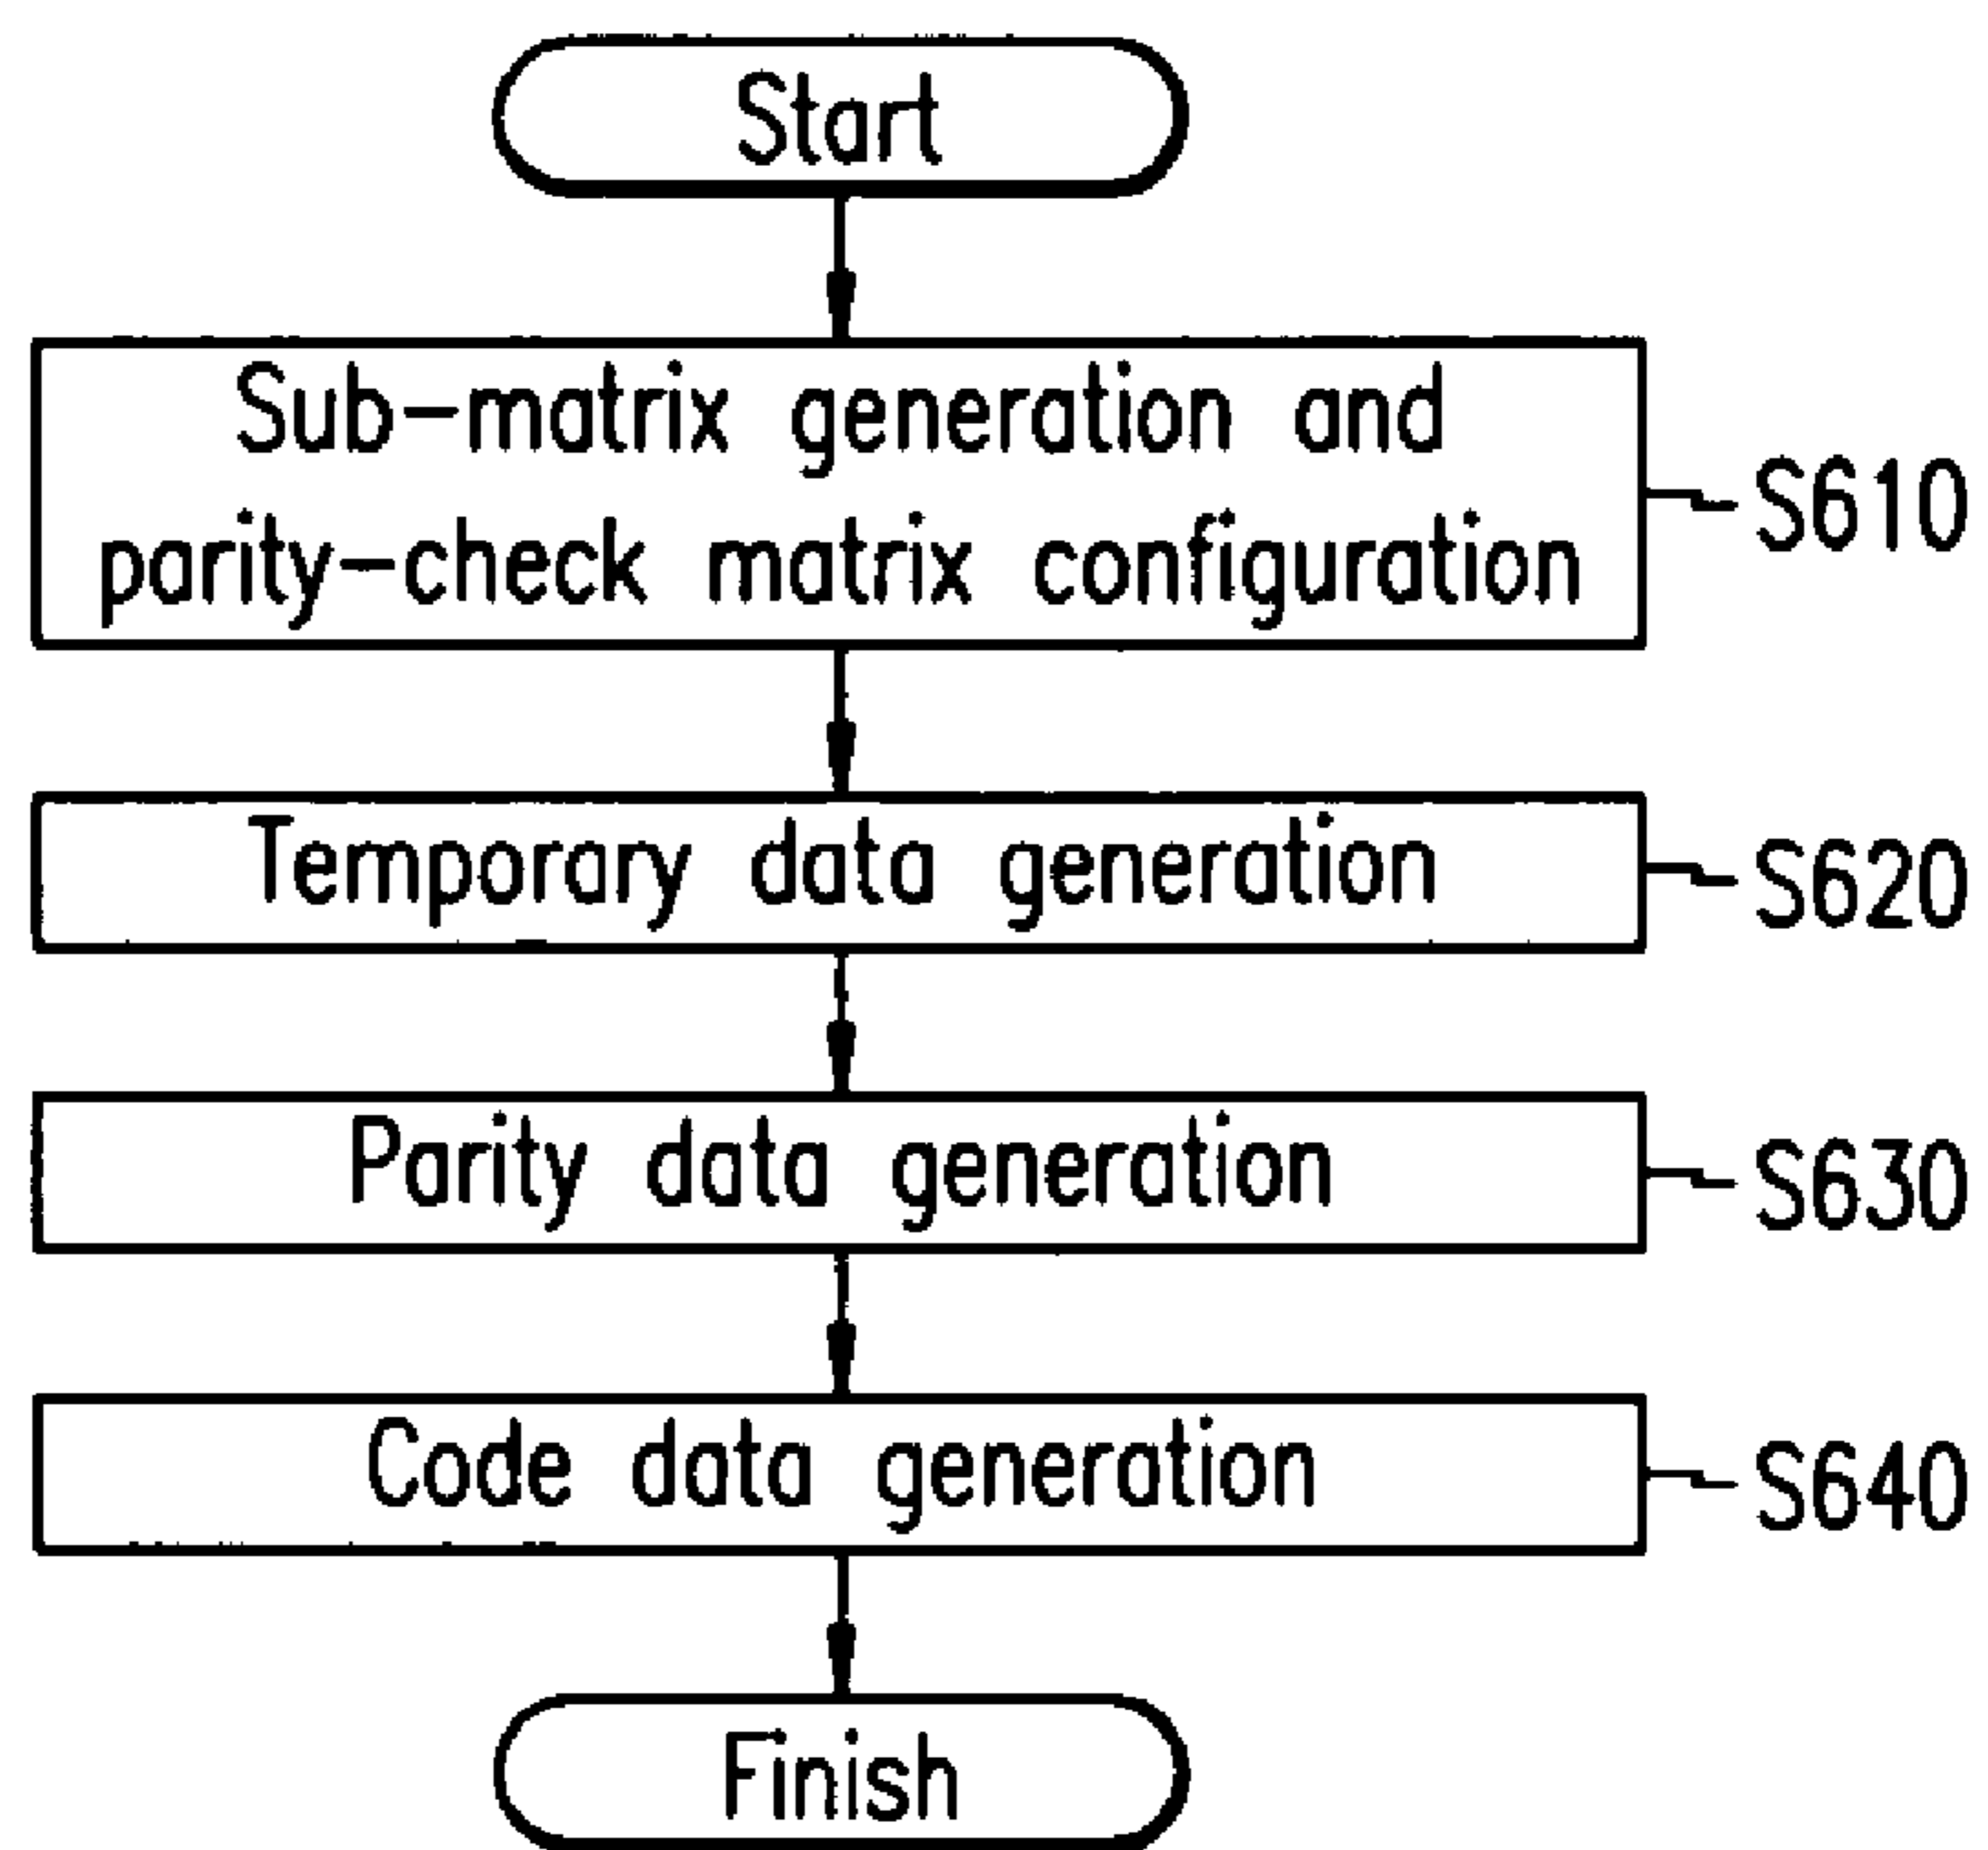 Start
Sub-matrix generation and
parity-check matrix configuration
S610
Temporary data generation
S620
Parity data generation
S630
Code data generation
S640
Finish